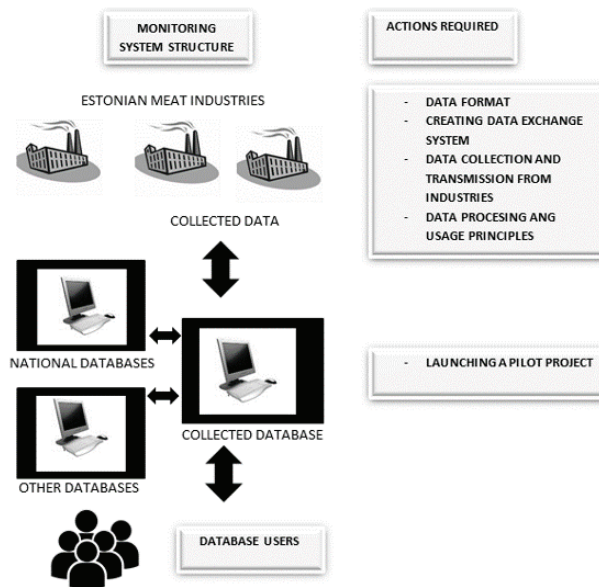 MONITORING
SYSTEM STRUCTURE
ACTIONS REQUIRED
ESTONIAN MEAT INDUSTRIES
- DATA FORMAT
- CREATING DATA EXCHANGE
SYSTEM
- DATA COLLECTION AND
TRANSMISSION FROM
INDUSTRIES
- DATA PROCESING ANG
USAGE PRINCIPLES
COLLECTED DATA
NATIONAL DATABASES
- LAUNCHING A PILOT PROJECT
COLLECTED DATABASE
OTHER DATABASES
DATABASE USERS